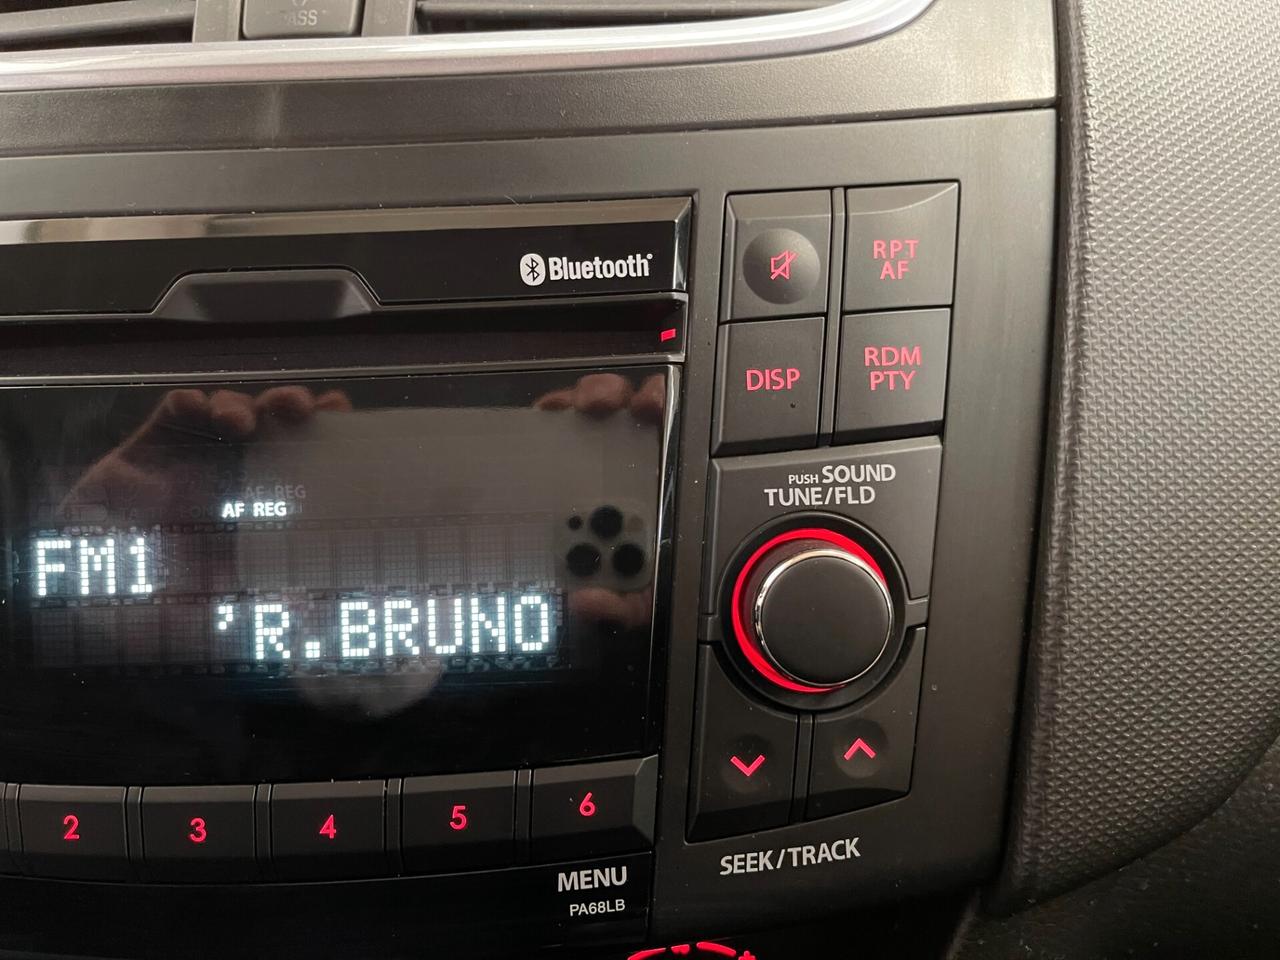 PASS
Bluetooth®
RPT
AF
DISP
RDM
PTY
PUSH SOUND
TUNE/FLD
AF REG
FM1
'R.BRUNO
2 3 4 5 6
MENU
PA68LB
SEEK/TRACK